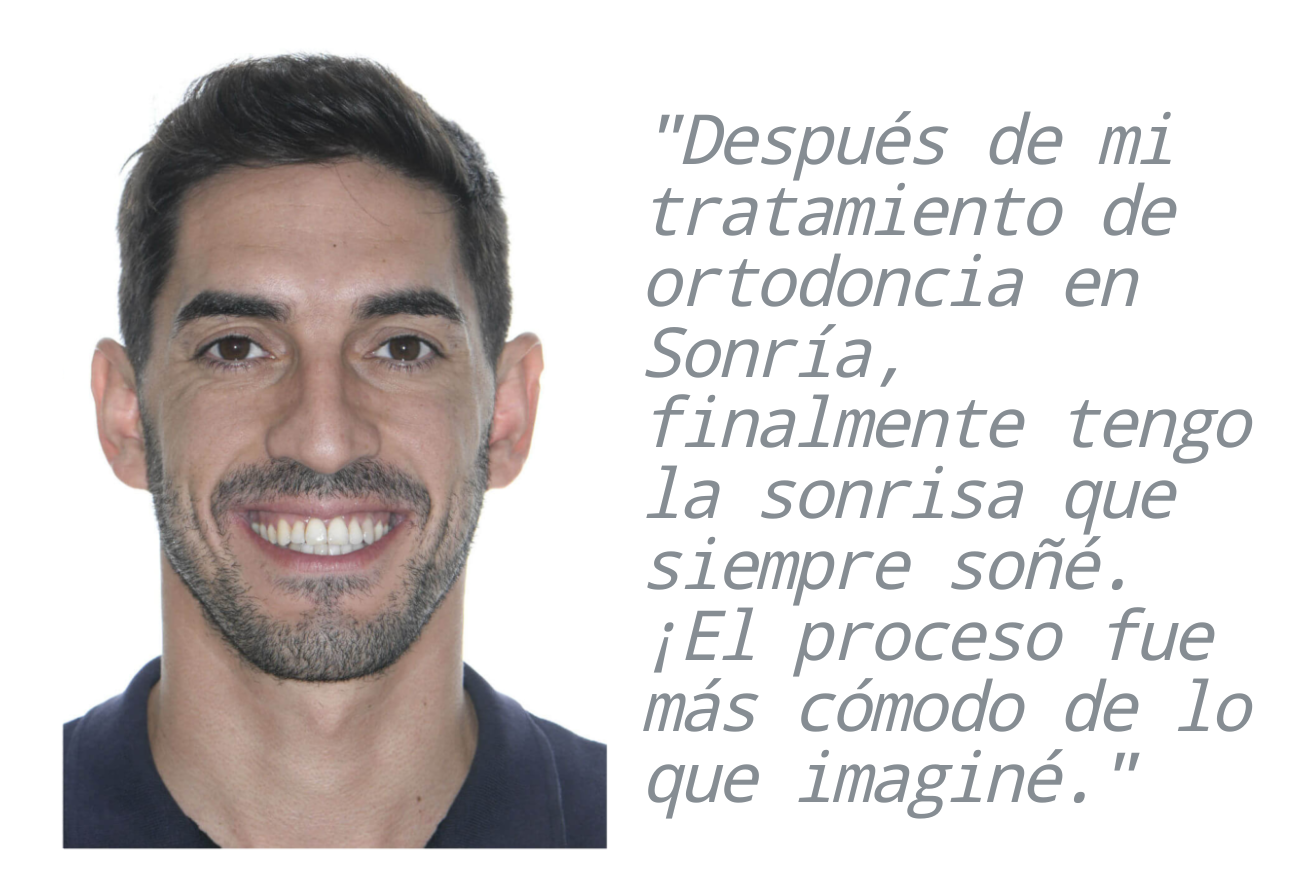 "Después de mi
tratamiento de
ortodoncia en
Sonría,
finalmente tengo
la sonrisa que
siempre soñé.
¡El proceso fue
más cómodo de lo
que imaginé."